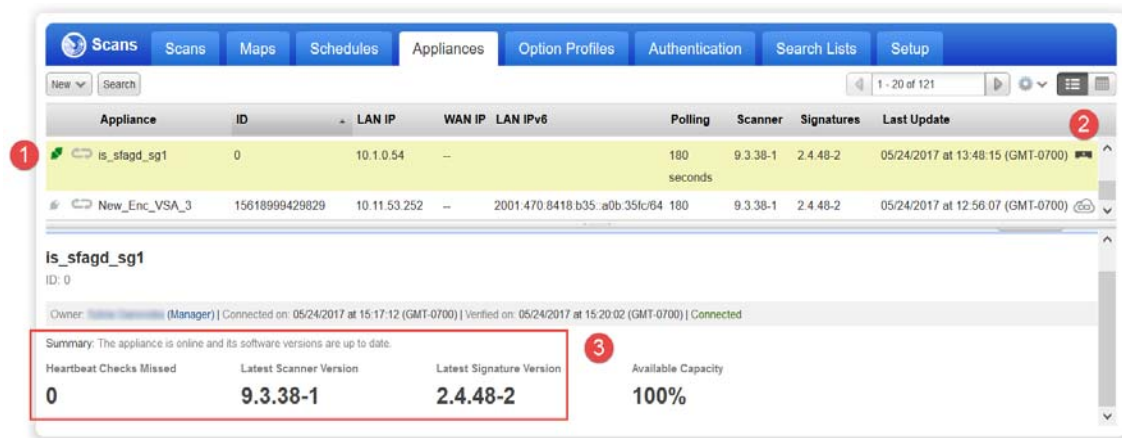 Scans Scans Maps Schedules Appliances Option Profiles Authentication Search Lists Setup
New Search 1 - 20 of 121
Appliance ID LAN IP WAN IP LAN IPv6 Polling Scanner Signatures Last Update
2
1 is_sfagd_sg1 0 10.1.0.54 -- 180 9.3.38-1 2.4.48-2 05/24/2017 at 13:48:15 (GMT-0700)
seconds
New_Enc_VSA_3 15618999429829 10.11.53.252 -- 2001:470:8418:b35::a0b:35fc/64 180 9.3.38-1 2.4.48-2 05/24/2017 at 12:56:07 (GMT-0700)
is_sfagd_sg1
ID: 0
Owner: (Manager) | Connected on: 05/24/2017 at 15:17:12 (GMT-0700) | Verified on: 05/24/2017 at 15:20:02 (GMT-0700) | Connected
Summary: The appliance is online and its software versions are up to date.
3
Heartbeat Checks Missed Latest Scanner Version Latest Signature Version Available Capacity
0 9.3.38-1 2.4.48-2 100%